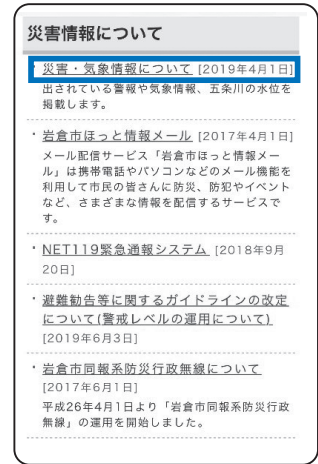 災害情報について
・災害・気象情報について [2019年4月1日]
出されている警報や気象情報、五条川の水位を
掲載します。
・岩倉市ほっと情報メール [2017年4月1日]
メール配信サービス「岩倉市ほっと情報メー
ル」は携帯電話やパソコンなどのメール機能を
利用して市民の皆さんに防災、防犯やイベント
など、さまざまな情報を配信するサービスで
す。
・NET119緊急通報システム [2018年9月
20日]
・避難勧告等に関するガイドラインの改定
について(警戒レベルの運用について)
[2019年6月3日]
・岩倉市同報系防災行政無線について
[2017年6月1日]
平成26年4月1日より「岩倉市同報系防災行政
無線」の運用を開始しました。